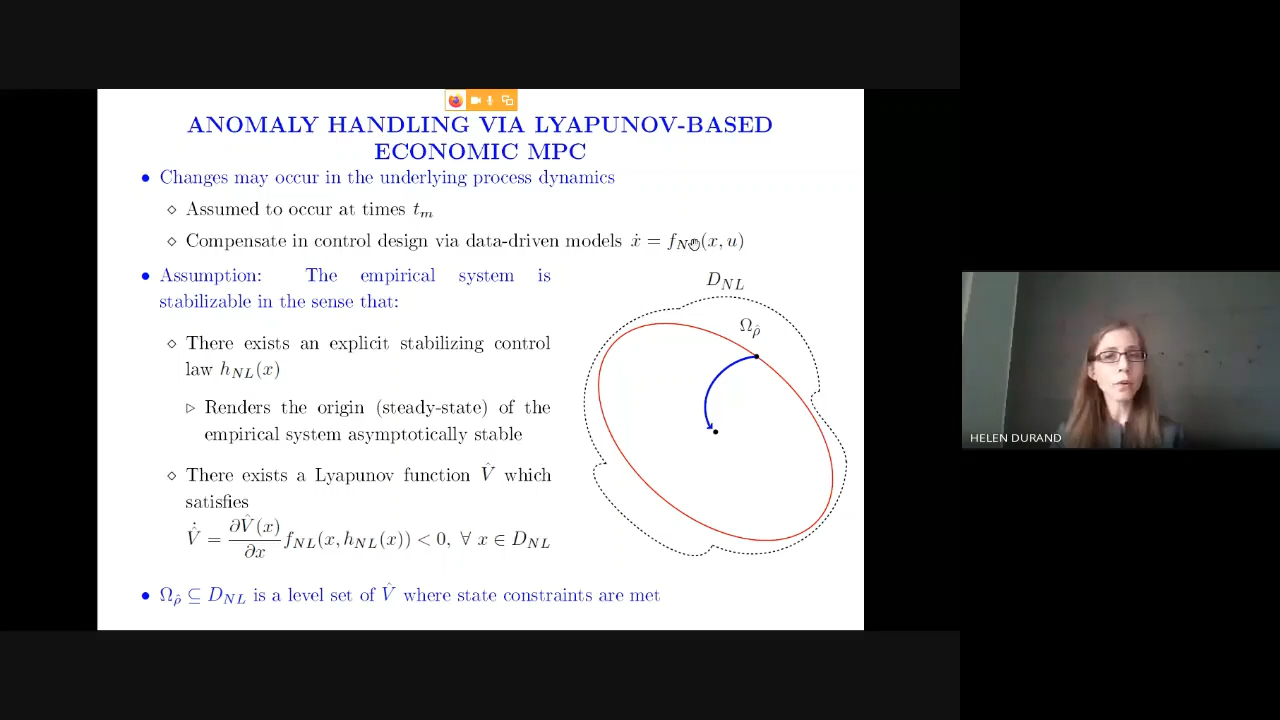 ANOMALY HANDLING VIA LYAPUNOV-BASED
ECONOMIC MPC
• Changes may occur in the underlying process dynamics
⋄ Assumed to occur at times t_m
⋄ Compensate in control design via data-driven models ẋ = f_NL(x, u)
• Assumption: The empirical system is
stabilizable in the sense that:
⋄ There exists an explicit stabilizing control
law h_NL(x)
▷ Renders the origin (steady-state) of the
empirical system asymptotically stable
⋄ There exists a Lyapunov function V̂ which
satisfies
V̂̇ = ∂V̂(x)/∂x f_NL(x, h_NL(x)) < 0, ∀ x ∈ D_NL
• Ω_ρ̂ ⊆ D_NL is a level set of V̂ where state constraints are met
D_NL
Ω_ρ̂
HELEN DURAND